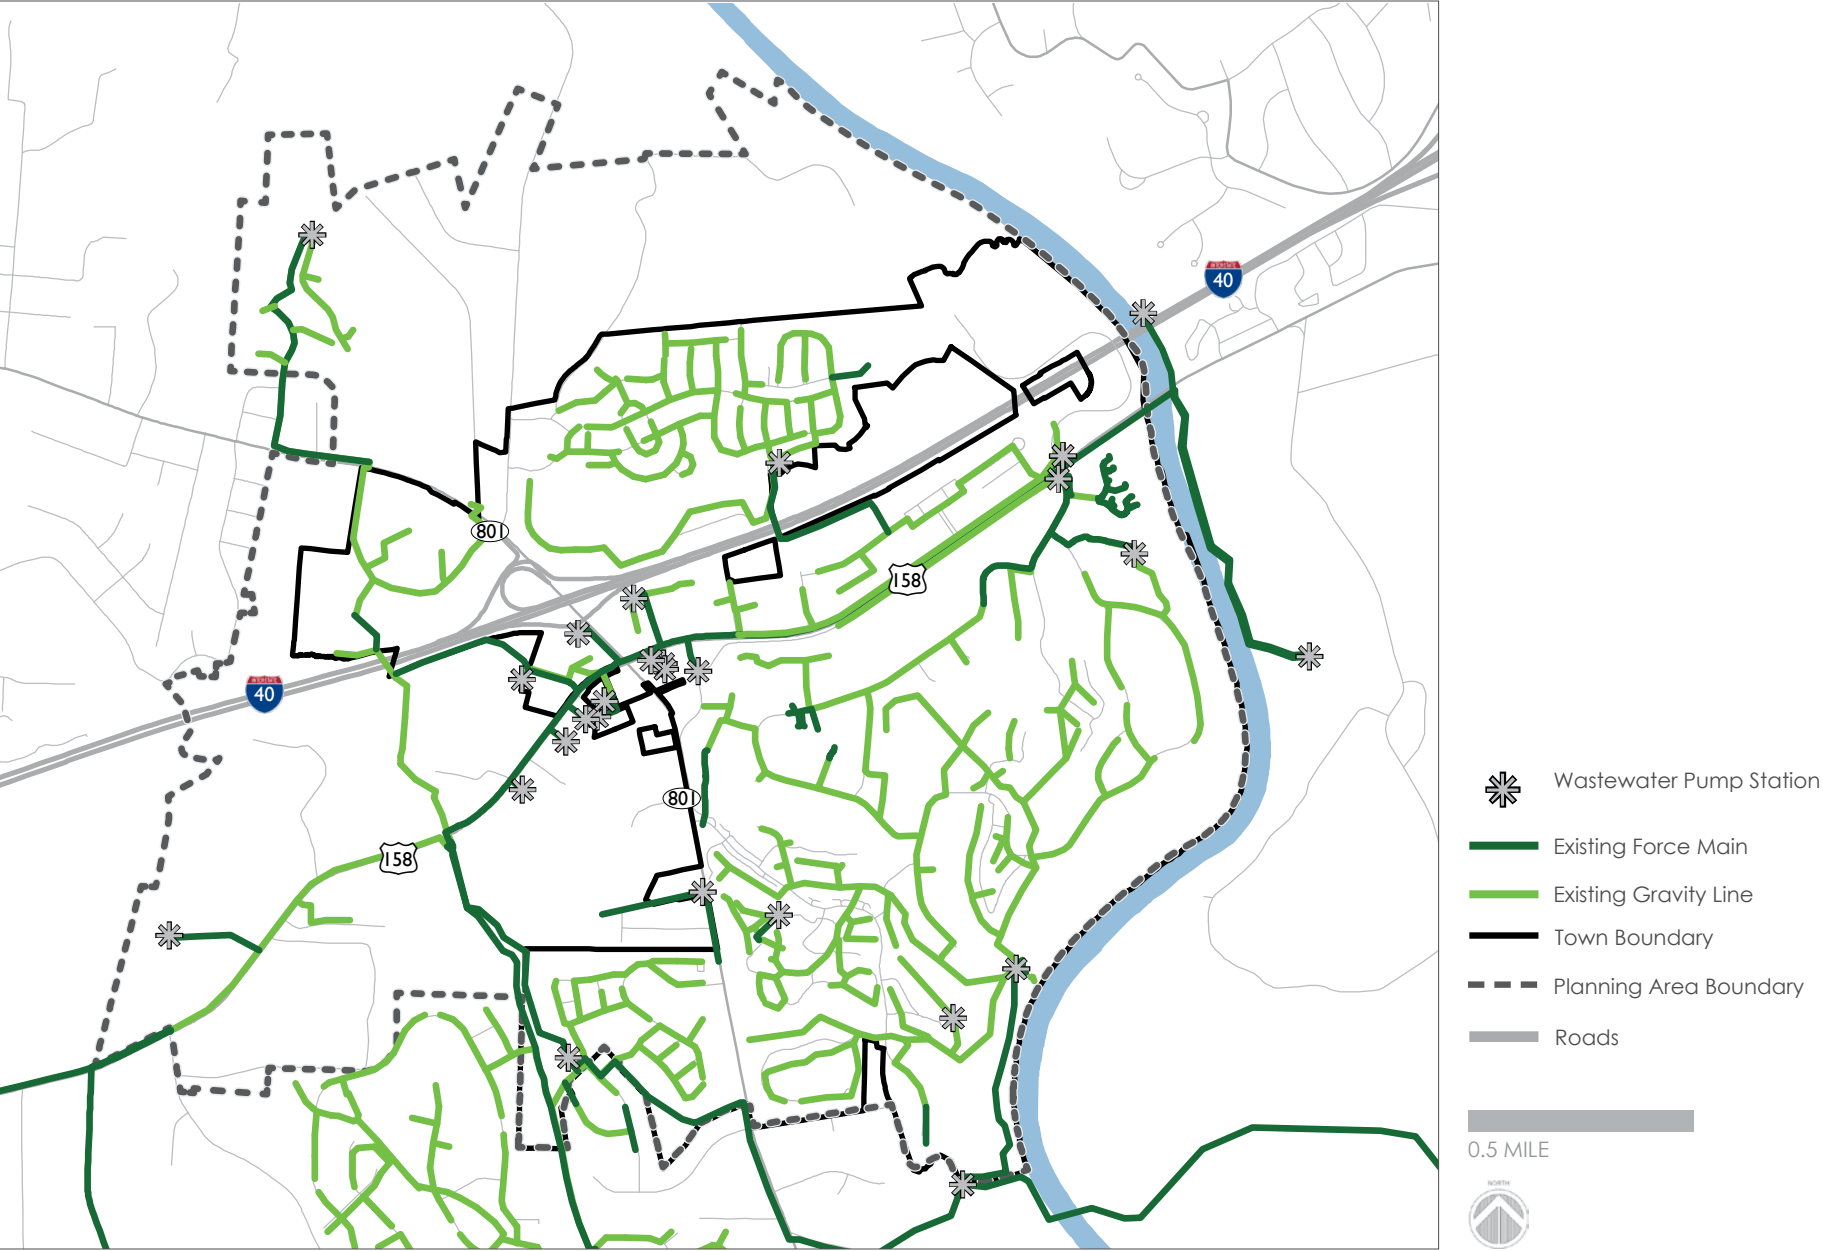 40
801
158
40
801
158
Wastewater Pump Station
Existing Force Main
Existing Gravity Line
Town Boundary
Planning Area Boundary
Roads
0.5 MILE
NORTH